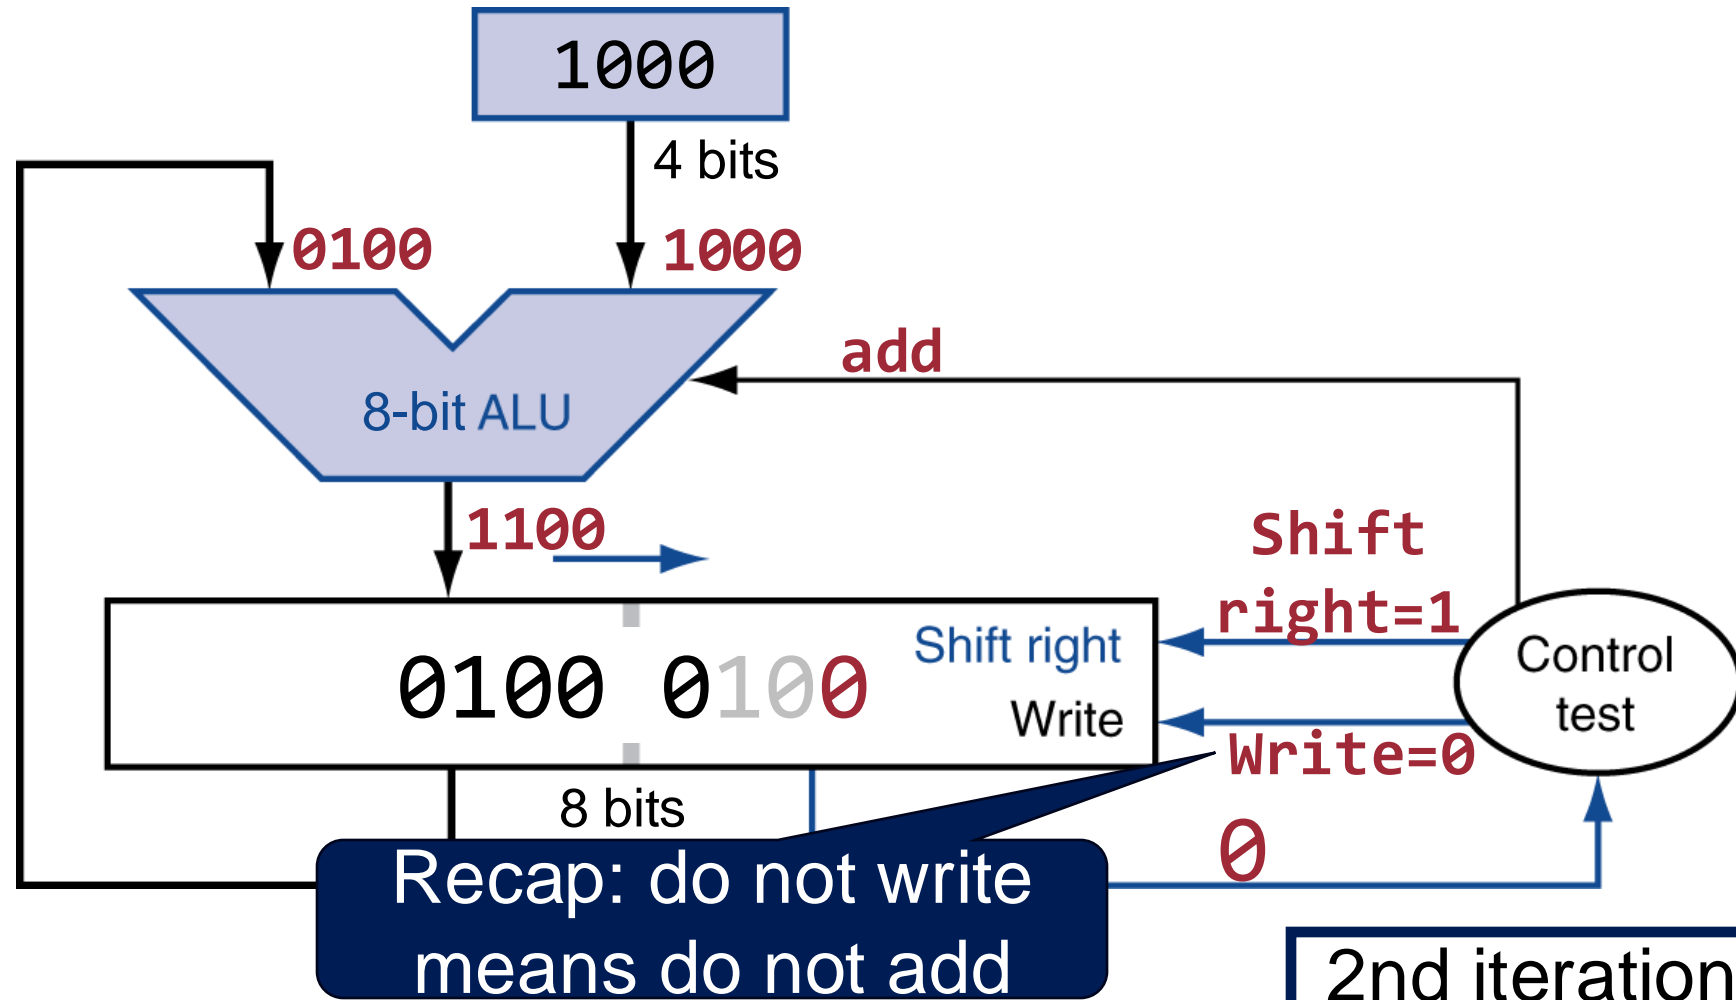 1000
4 bits
0100
1000
add
8-bit ALU
1100
Shift
right=1
0100 0100
Shift right
Write
Control
test
Write=0
8 bits
0
Recap: do not write
means do not add
2nd iteration